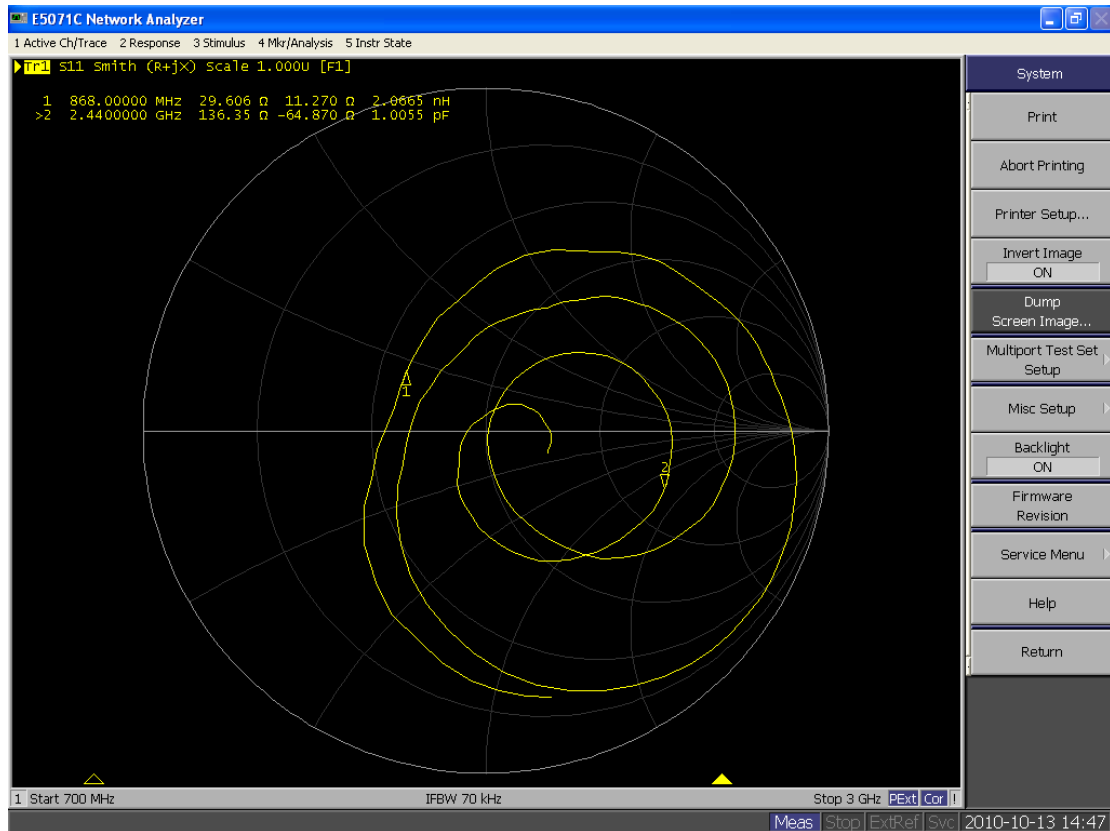 E5071C Network Analyzer
1 Active Ch/Trace 2 Response 3 Stimulus 4 Mkr/Analysis 5 Instr State
Tr1 S11 Smith (R+jX) Scale 1.000U [F1]
1 868.00000 MHz 29.606 Ω 11.270 Ω 2.0665 nH
>2 2.4400000 GHz 136.35 Ω -64.870 Ω 1.0055 pF
1
2
System
Print
Abort Printing
Printer Setup...
Invert Image
ON
Dump
Screen Image...
Multiport Test Set
Setup
Misc Setup
Backlight
ON
Firmware
Revision
Service Menu
Help
Return
1 Start 700 MHz IFBW 70 kHz Stop 3 GHz PExt Cor !
Meas Stop ExtRef Svc 2010-10-13 14:47